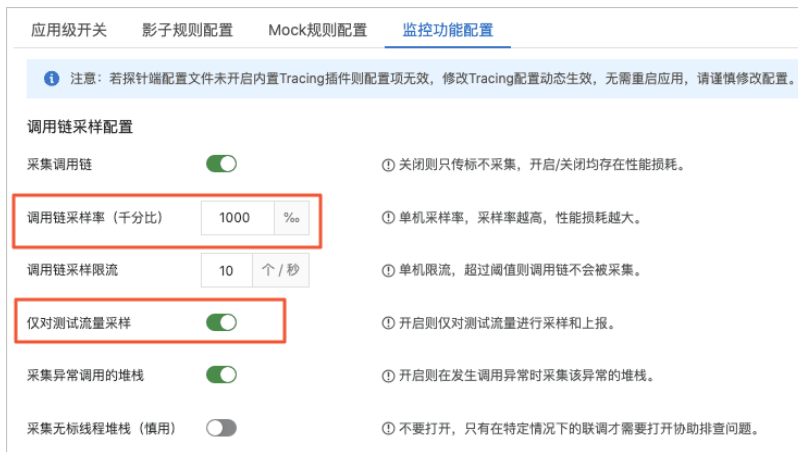 应用级开关 影子规则配置 Mock规则配置 监控功能配置
注意：若探针端配置文件未开启内置Tracing插件则配置项无效，修改Tracing配置动态生效，无需重启应用，请谨慎修改配置。
调用链采样配置
采集调用链 关闭则只传标不采集，开启/关闭均存在性能损耗。
调用链采样率（千分比） 1000 ‰ 单机采样率，采样率越高，性能损耗越大。
调用链采样限流 10 个 / 秒 单机限流，超过阈值则调用链不会被采集。
仅对测试流量采样 开启则仅对测试流量进行采样和上报。
采集异常调用的堆栈 开启则在发生调用异常时采集该异常的堆栈。
采集无标线程堆栈（慎用） 不要打开，只有在特定情况下的联调才需要打开协助排查问题。